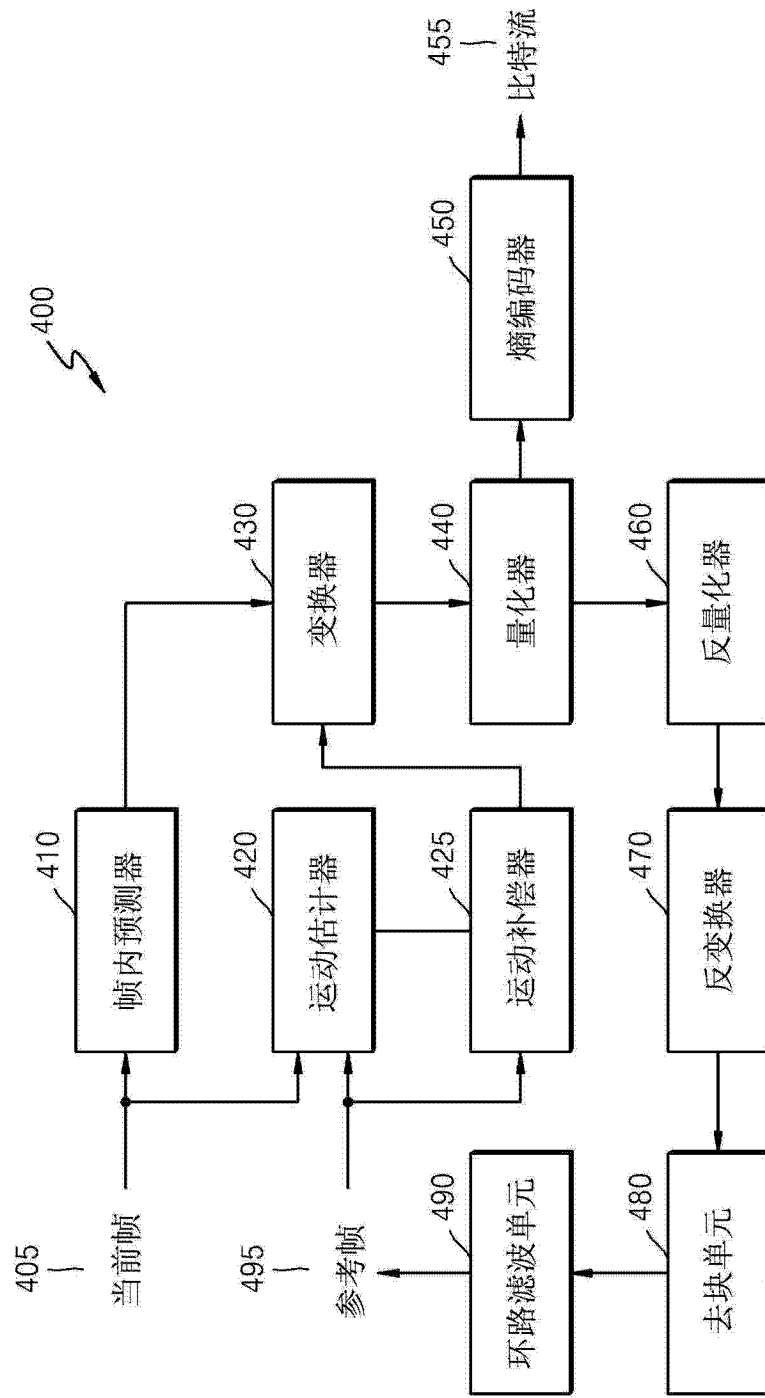 400
405
当前帧
410
帧内预测器
495
参考帧
420
运动估计器
430
变换器
490
环路滤波单元
425
运动补偿器
440
量化器
450
熵编码器
455
比特流
480
去块单元
470
反变换器
460
反量化器